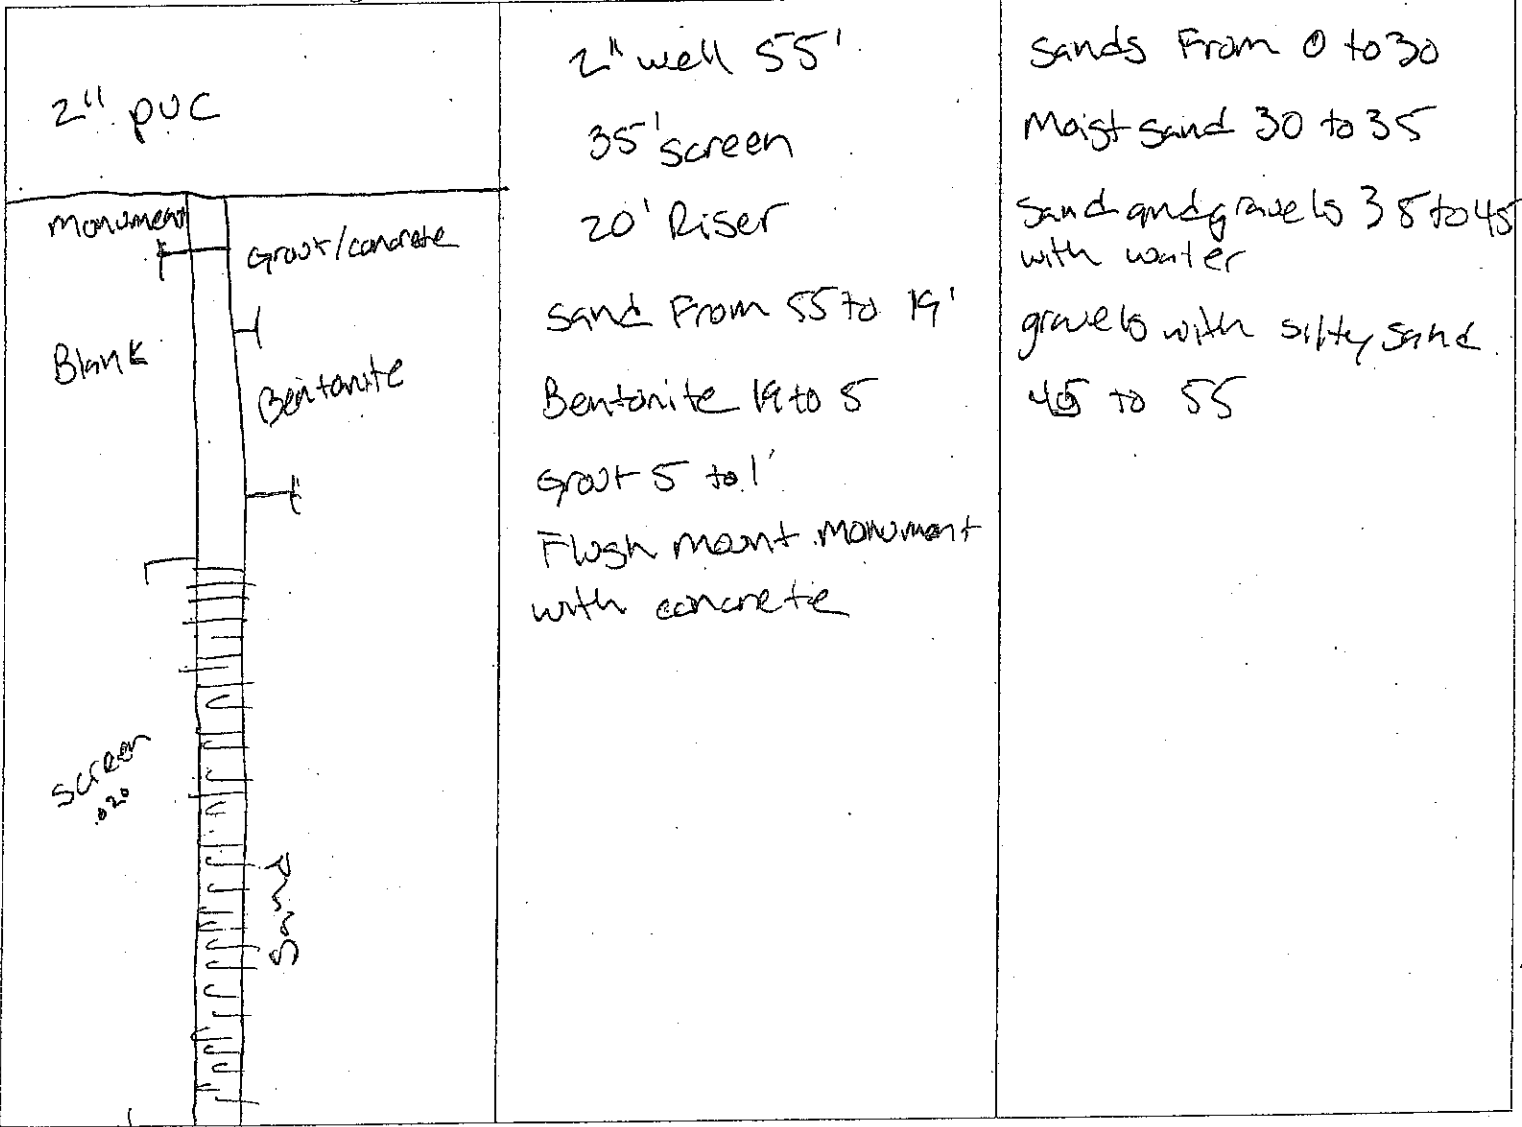 2" PVC
Monument
Grout/concrete
Blank
Bentonite
screen
.020
Sand
2" well 55'
35' screen
20' Riser
Sand From 55 to 19'
Bentonite 19 to 5
Grout 5 to 1'
Flush mount monument
with concrete
Sands From 0 to 30
Moist sand 30 to 35
Sand and gravels 35 to 45
with water
gravels with silty sand
45 to 55